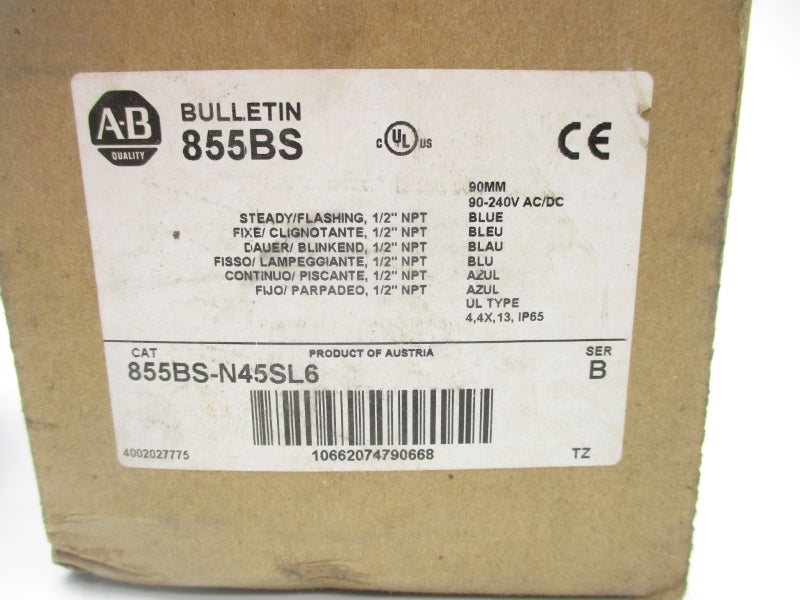 A-B
QUALITY
BULLETIN
855BS
C UL US
CE
90MM
90-240V AC/DC
STEADY/FLASHING, 1/2" NPT BLUE
FIXE/ CLIGNOTANTE, 1/2" NPT BLEU
DAUER/ BLINKEND, 1/2" NPT BLAU
FISSO/ LAMPEGGIANTE, 1/2" NPT BLU
CONTINUO/ PISCANTE, 1/2" NPT AZUL
FIJO/ PARPADEO, 1/2" NPT AZUL
UL TYPE
4,4X,13, IP65
CAT PRODUCT OF AUSTRIA SER
855BS-N45SL6 B
4002027775 10662074790668 TZ